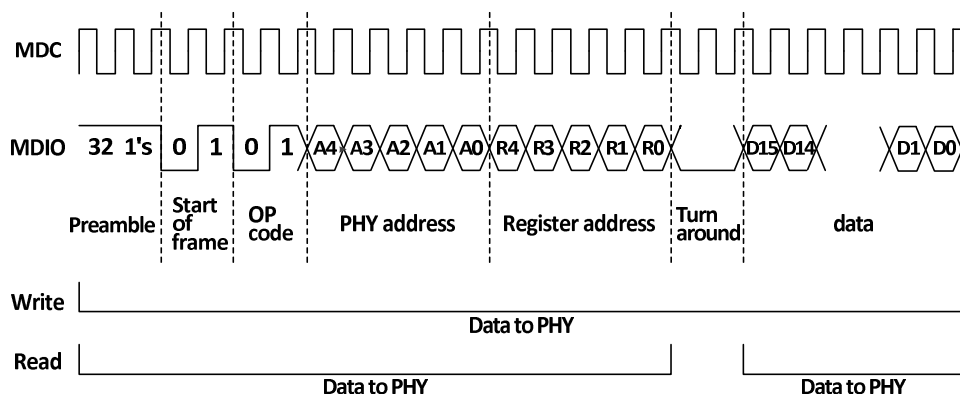 MDC
MDIO 32 1's 0 1 0 1 A4 A3 A2 A1 A0 R4 R3 R2 R1 R0 D15 D14 D1 D0
Preamble
Start
of
frame
OP
code
PHY address
Register address
Turn
around
data
Write
Data to PHY
Read
Data to PHY
Data to PHY